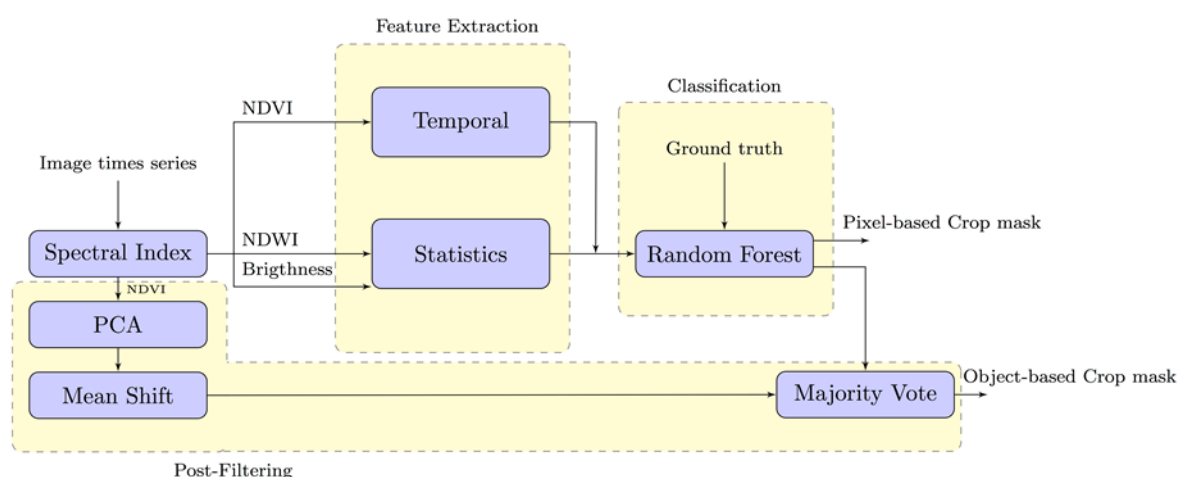 Feature Extraction
Classification
NDVI
Temporal
Ground truth
Image times series
Pixel-based Crop mask
Spectral Index
NDWI
Statistics
Random Forest
Brigthness
NDVI
PCA
Object-based Crop mask
Mean Shift
Majority Vote
Post-Filtering